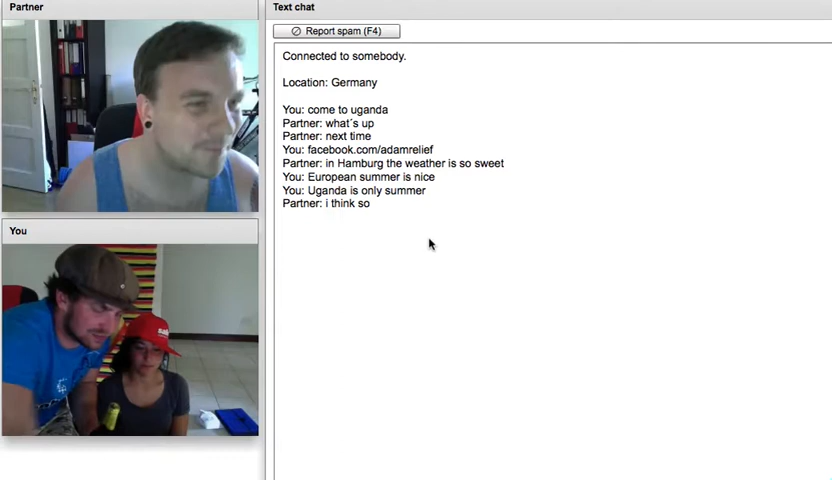 Partner
Text chat
Report spam (F4)
Connected to somebody.
Location: Germany
You: come to uganda
Partner: what´s up
Partner: next time
You: facebook.com/adamrelief
Partner: in Hamburg the weather is so sweet
You: European summer is nice
You: Uganda is only summer
Partner: i think so
You